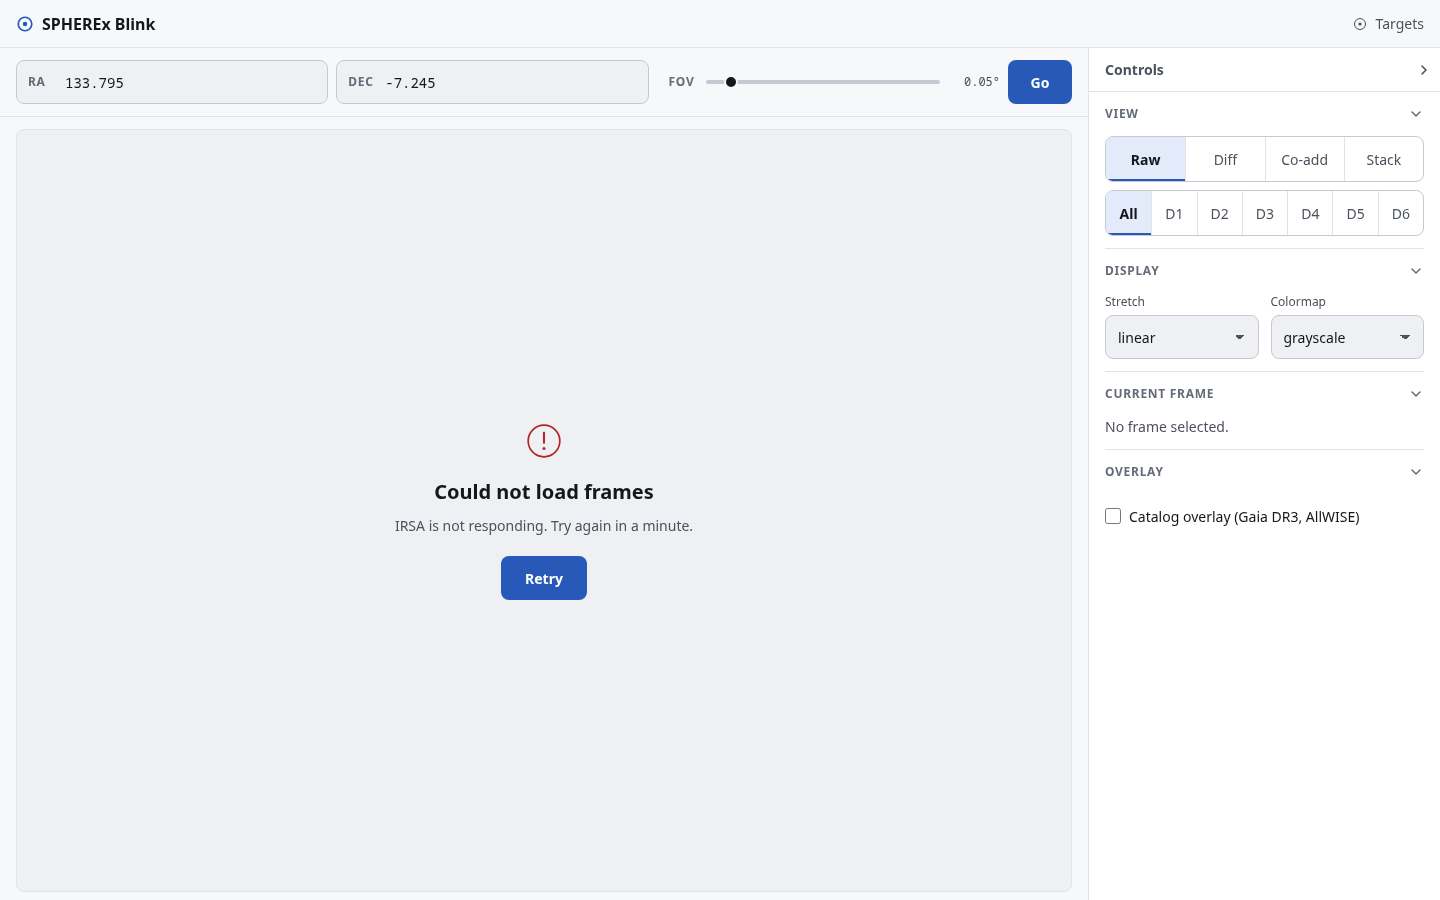 SPHEREx Blink
Targets
RA 133.795
DEC -7.245
FOV 0.05°
Go
Controls
VIEW
Raw Diff Co-add Stack
All D1 D2 D3 D4 D5 D6
DISPLAY
Stretch Colormap
linear grayscale
CURRENT FRAME
No frame selected.
OVERLAY
Catalog overlay (Gaia DR3, AllWISE)
Could not load frames
IRSA is not responding. Try again in a minute.
Retry